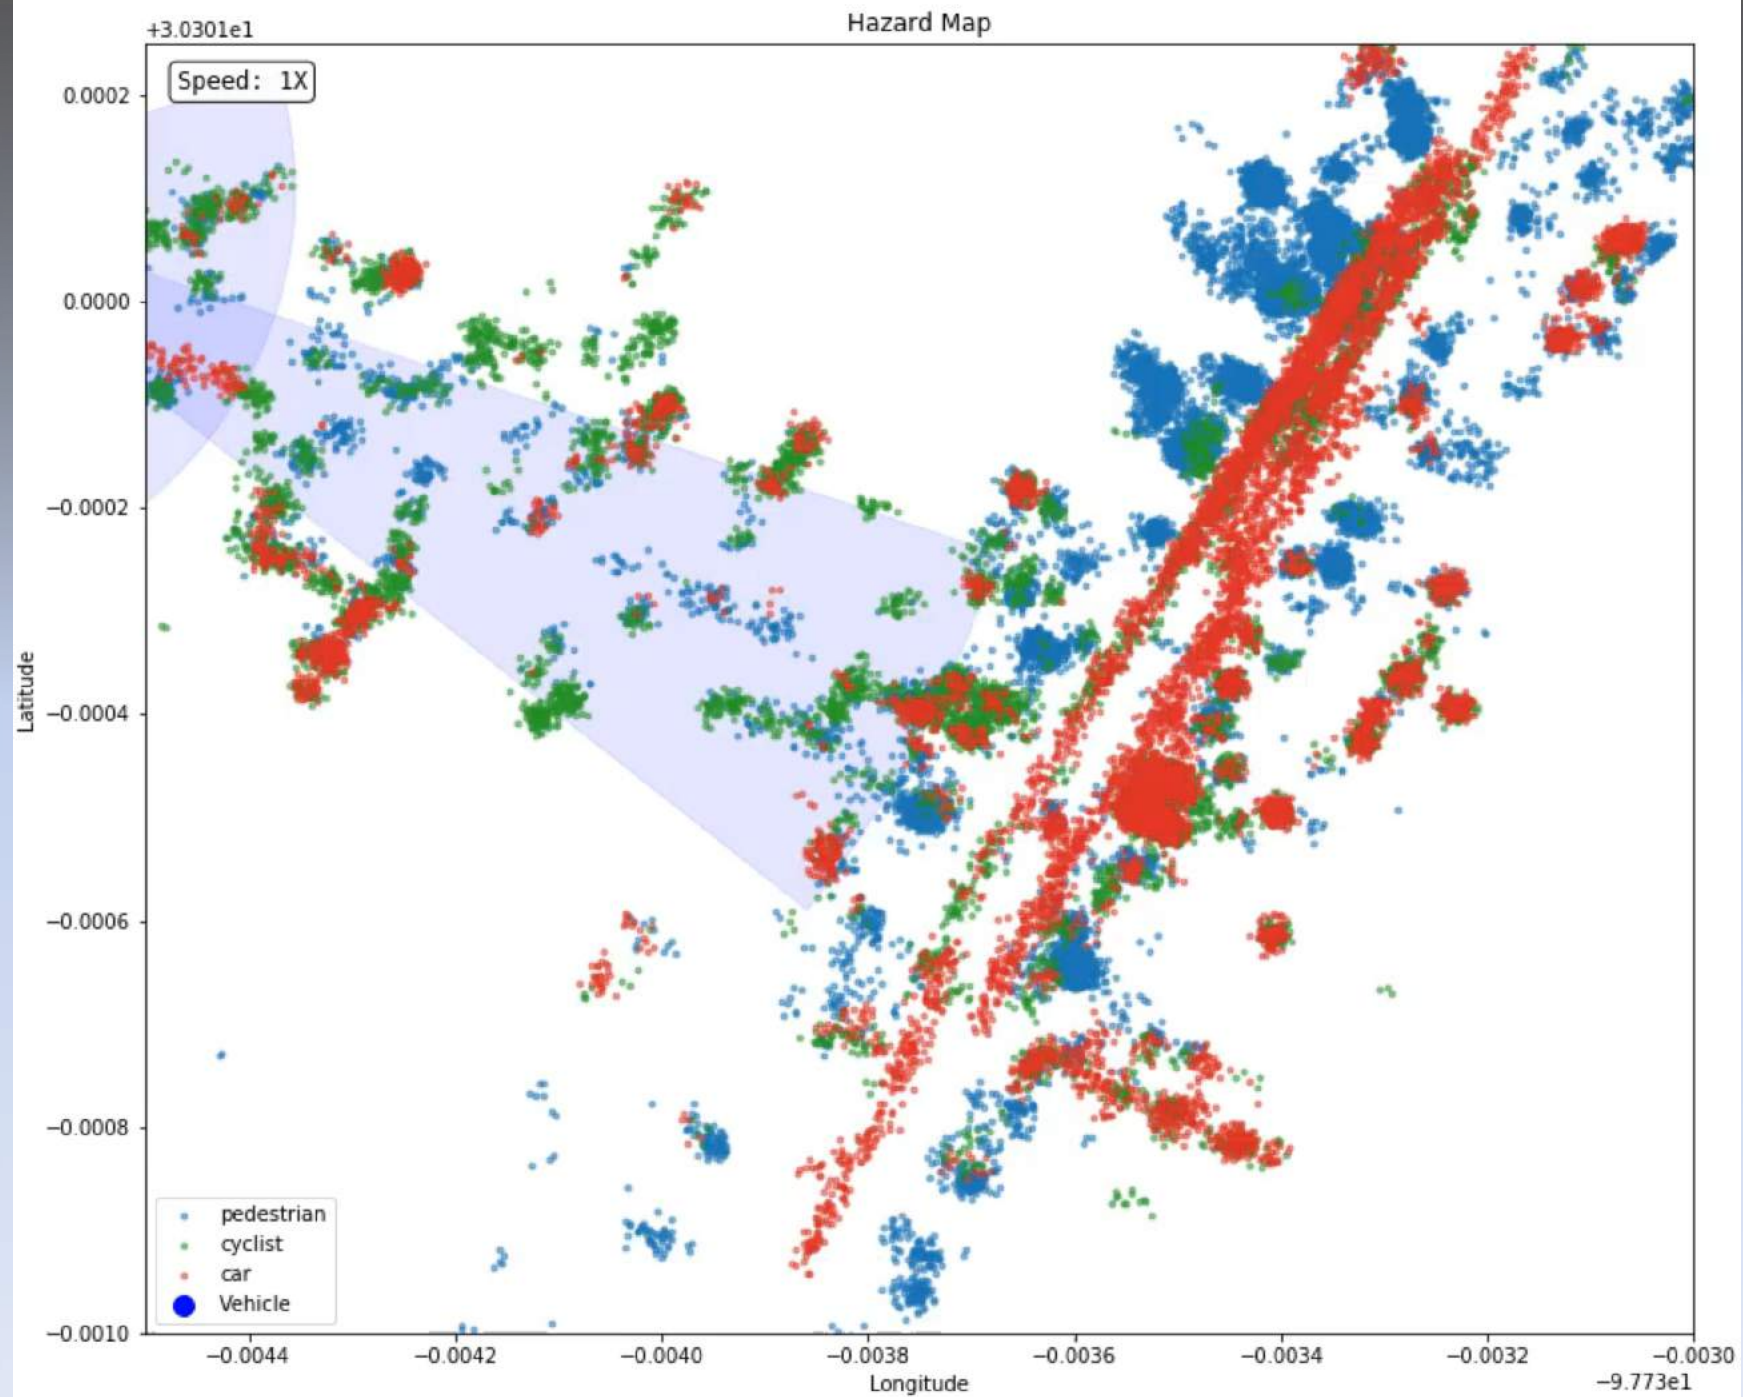 Hazard Map
+3.0301e1
Speed: 1X
0.0002
0.0000
−0.0002
−0.0004
−0.0006
−0.0008
−0.0010
Latitude
pedestrian
cyclist
car
Vehicle
−0.0044 −0.0042 −0.0040 −0.0038 −0.0036 −0.0034 −0.0032 −0.0030
Longitude
−9.773e1